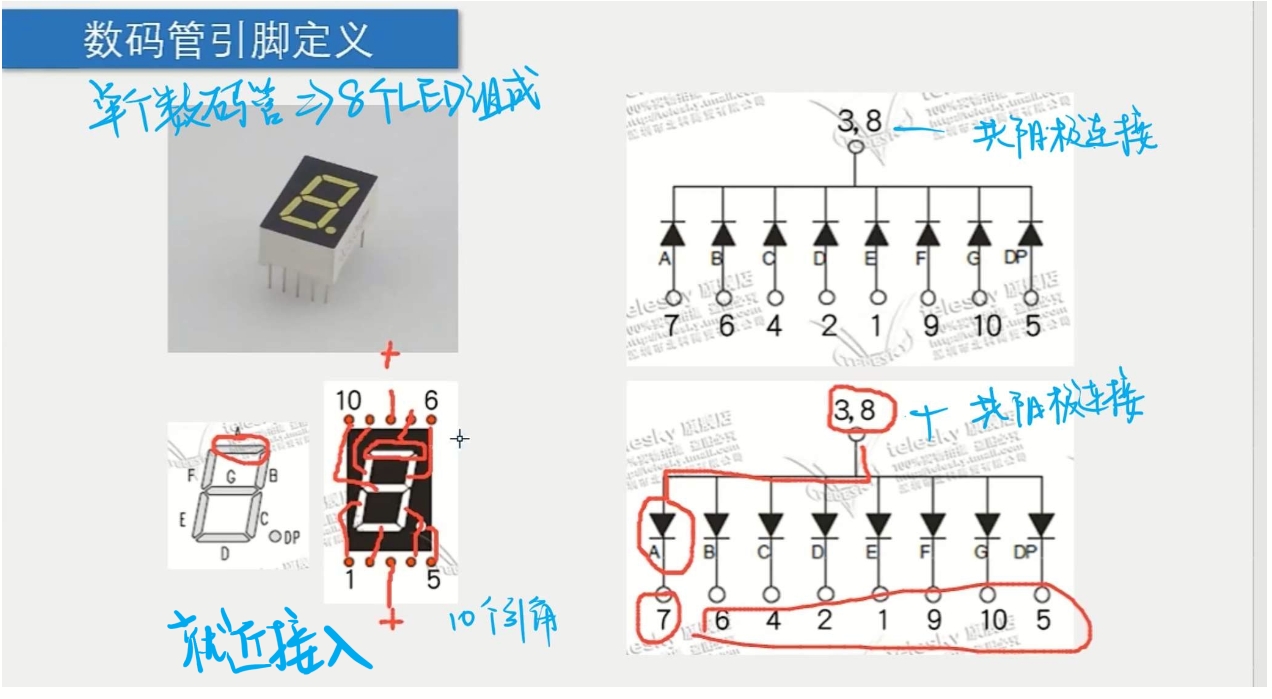 数码管引脚定义
单个数码管⇒8个LED组成
3,8 — 共阴极连接
A B C D E F G DP
7 6 4 2 1 9 10 5
+
10 6
A
F G B
E C
D DP
1 5
+
就近接入
10个引角
3,8 + 共阳极连接
A B C D E F G DP
7 6 4 2 1 9 10 5